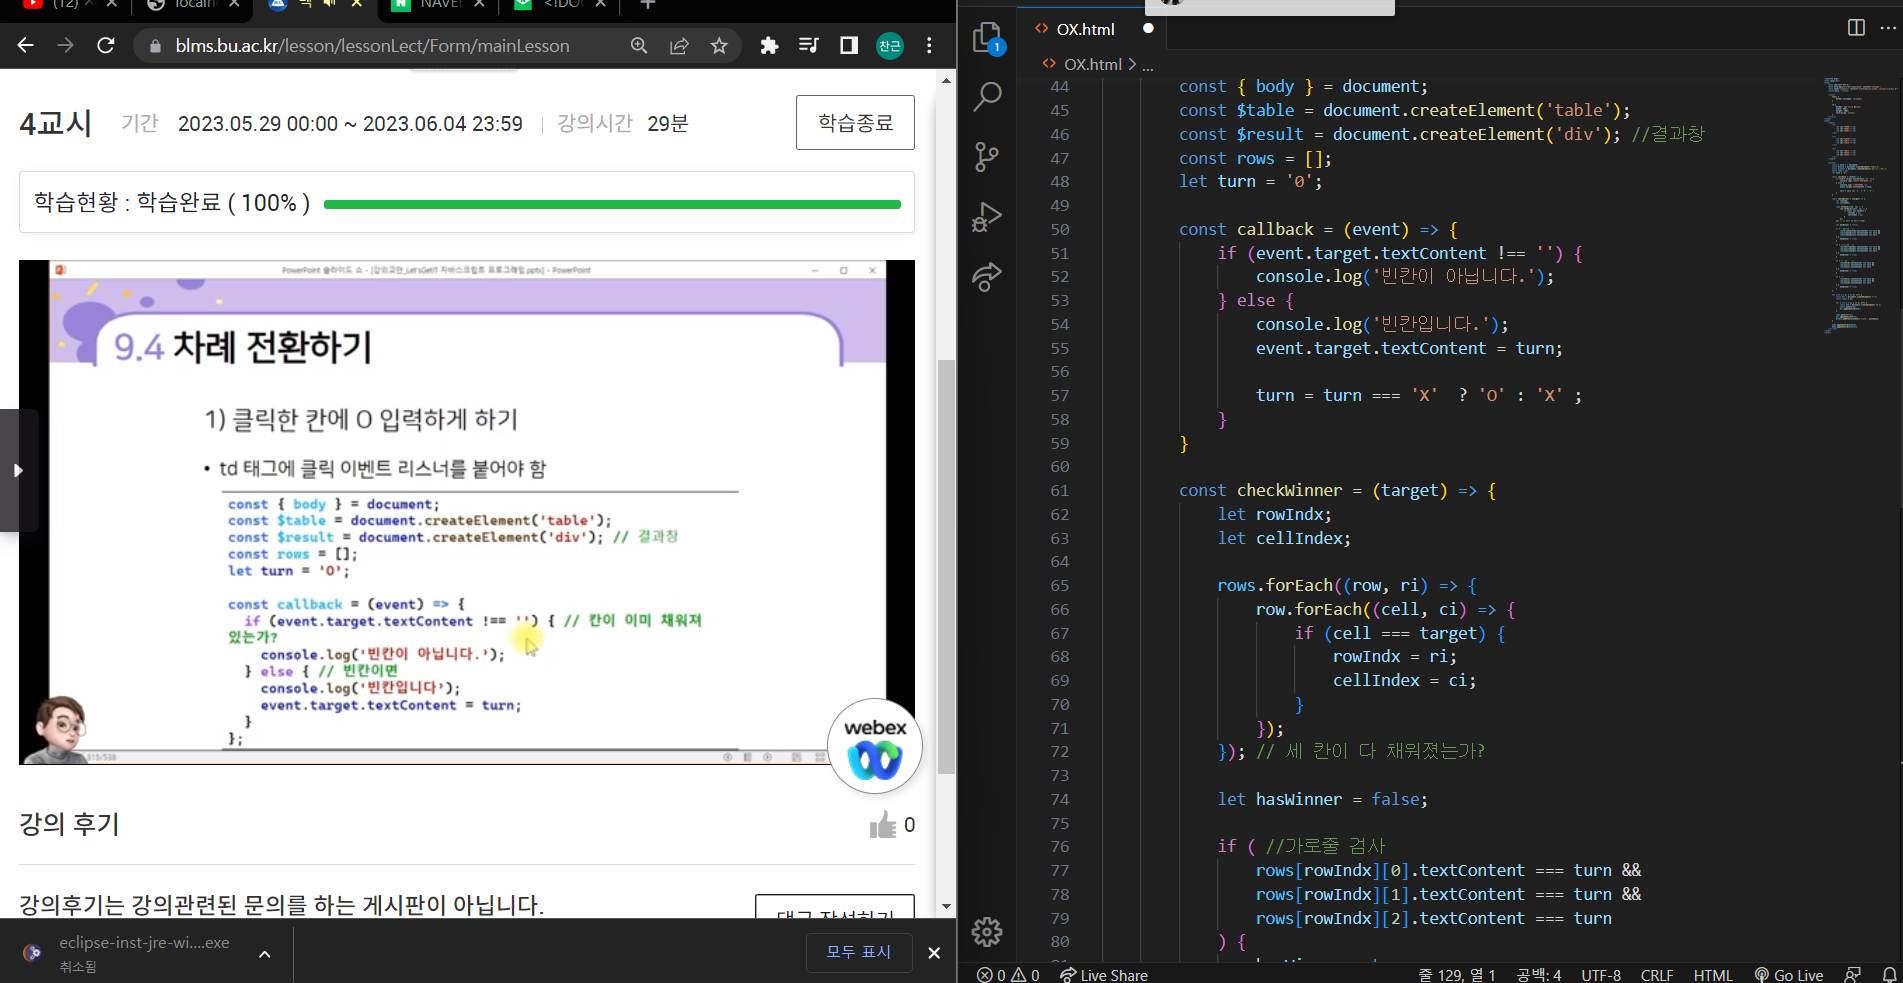 (12)
localh
NAVER
<!DOC
blms.bu.ac.kr/lesson/lessonLect/Form/mainLesson
찬근
4교시 기간 2023.05.29 00:00 ~ 2023.06.04 23:59 강의시간 29분 학습종료
학습현황 : 학습완료 ( 100% )
PowerPoint 슬라이드 쇼 - [강의교안_Let'sGetIT 자바스크립트 프로그래밍.pptx] - PowerPoint
9.4 차례 전환하기
1) 클릭한 칸에 O 입력하게 하기
• td 태그에 클릭 이벤트 리스너를 붙어야 함
const { body } = document;
const $table = document.createElement('table');
const $result = document.createElement('div'); // 결과창
const rows = [];
let turn = 'O';
const callback = (event) => {
if (event.target.textContent !== '') { // 칸이 이미 채워져
있는가?
console.log('빈칸이 아닙니다.');
} else { // 빈칸이면
console.log('빈칸입니다');
event.target.textContent = turn;
}
};
315/538
webex
강의 후기 0
강의후기는 강의관련된 문의를 하는 게시판이 아닙니다.
댓글 작성하기
eclipse-inst-jre-wi....exe
취소됨
모두 표시
1
OX.html
OX.html > ...
44 const { body } = document;
45 const $table = document.createElement('table');
46 const $result = document.createElement('div'); //결과창
47 const rows = [];
48 let turn = 'O';
49
50 const callback = (event) => {
51 if (event.target.textContent !== '') {
52 console.log('빈칸이 아닙니다.');
53 } else {
54 console.log('빈칸입니다.');
55 event.target.textContent = turn;
56
57 turn = turn === 'X' ? 'O' : 'X' ;
58 }
59 }
60
61 const checkWinner = (target) => {
62 let rowIndx;
63 let cellIndex;
64
65 rows.forEach((row, ri) => {
66 row.forEach((cell, ci) => {
67 if (cell === target) {
68 rowIndx = ri;
69 cellIndex = ci;
70 }
71 });
72 }); // 세 칸이 다 채워졌는가?
73
74 let hasWinner = false;
75
76 if ( //가로줄 검사
77 rows[rowIndx][0].textContent === turn &&
78 rows[rowIndx][1].textContent === turn &&
79 rows[rowIndx][2].textContent === turn
80 ) {
0 0 Live Share 줄 129, 열 1 공백: 4 UTF-8 CRLF HTML Go Live